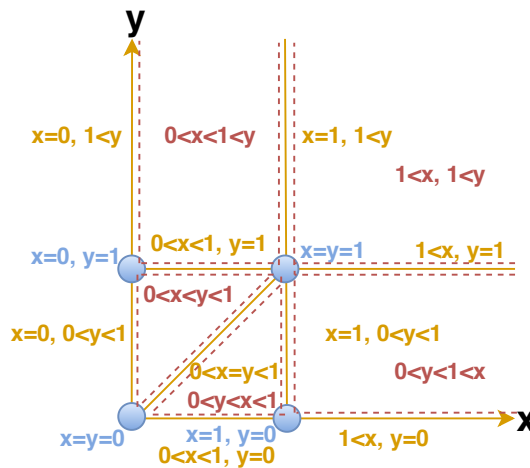 y
x=0, 1<y
0<x<1<y
x=1, 1<y
1<x, 1<y
0<x<1, y=1
x=0, y=1
x=y=1
1<x, y=1
0<x<y<1
x=0, 0<y<1
x=1, 0<y<1
0<x=y<1
0<y<1<x
0<y<x<1
x
x=y=0
x=1, y=0
1<x, y=0
0<x<1, y=0